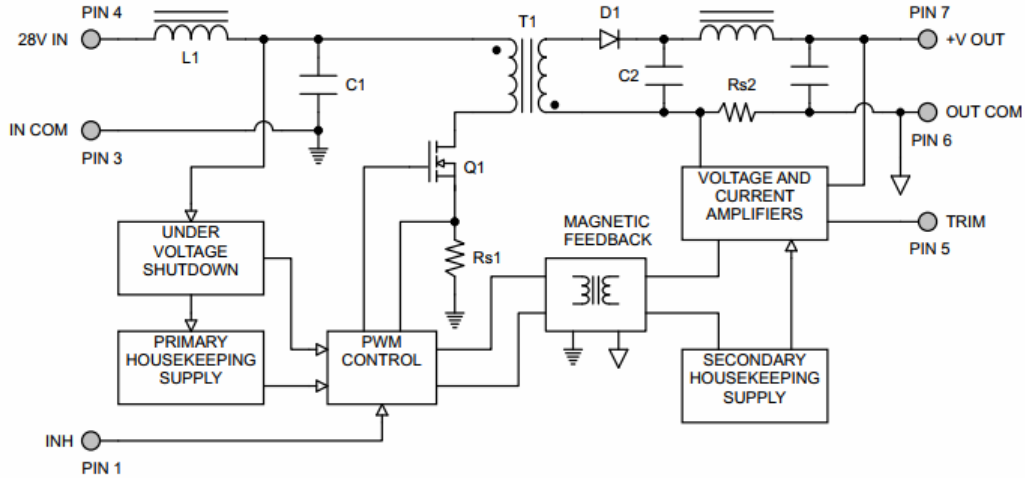 PIN 4
28V IN
L1
C1
IN COM
PIN 3
T1
D1
C2
Rs2
PIN 7
+V OUT
OUT COM
PIN 6
Q1
Rs1
UNDER
VOLTAGE
SHUTDOWN
PRIMARY
HOUSEKEEPING
SUPPLY
PWM
CONTROL
MAGNETIC
FEEDBACK
VOLTAGE AND
CURRENT
AMPLIFIERS
TRIM
PIN 5
SECONDARY
HOUSEKEEPING
SUPPLY
INH
PIN 1